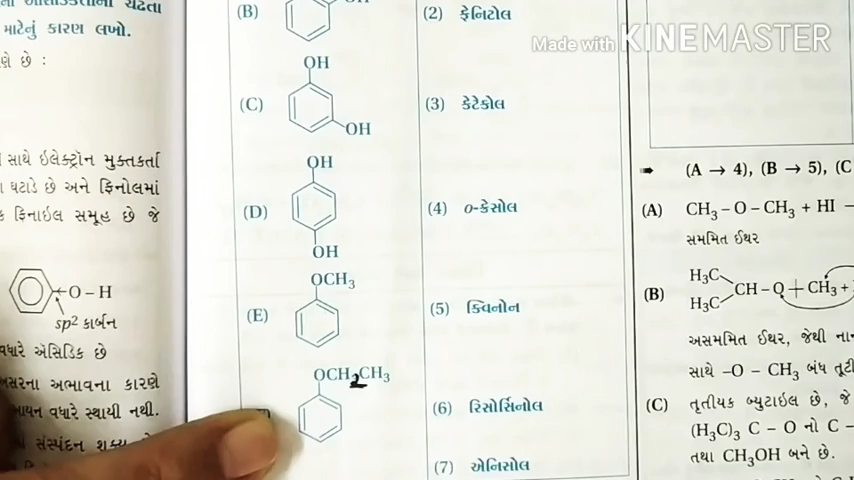 માટેનું કારણ લખો.
છે :
સાથે ઇલેક્ટ્રૉન મુક્તકર્તા
ઘટાડે છે અને ફિનોલમાં
ફિનાઇલ સમૂહ છે જે
O – H
sp² કાર્બન
વધારે ઍસિડિક છે
અભાવના કારણે
વધારે સ્થાયી નથી.
સંસ્પંદન
(B)
(2) ફેનિટોલ
(C)
OH
OH
(3) કેટેકોલ
(D)
OH
OH
(4) o-કેસોલ
(E)
OCH₃
(5) ક્વિનોન
OCH₂CH₃
(6) રિસોર્સિનોલ
(7) એનિસોલ
Made with KINEMASTER
(A → 4), (B → 5), (C
(A) CH₃ – O – CH₃ + HI –
સમમિત ઈથર
(B) H₃C
H₃C
CH – O + CH₃ +
અસમમિત ઈથર, જેથી
સાથે –O – CH₃ બંધ
(C) તૃતીયક બ્યુટાઇલ છે, જે
(H₃C)₃ C – O નો C –
તથા CH₃OH બને છે.